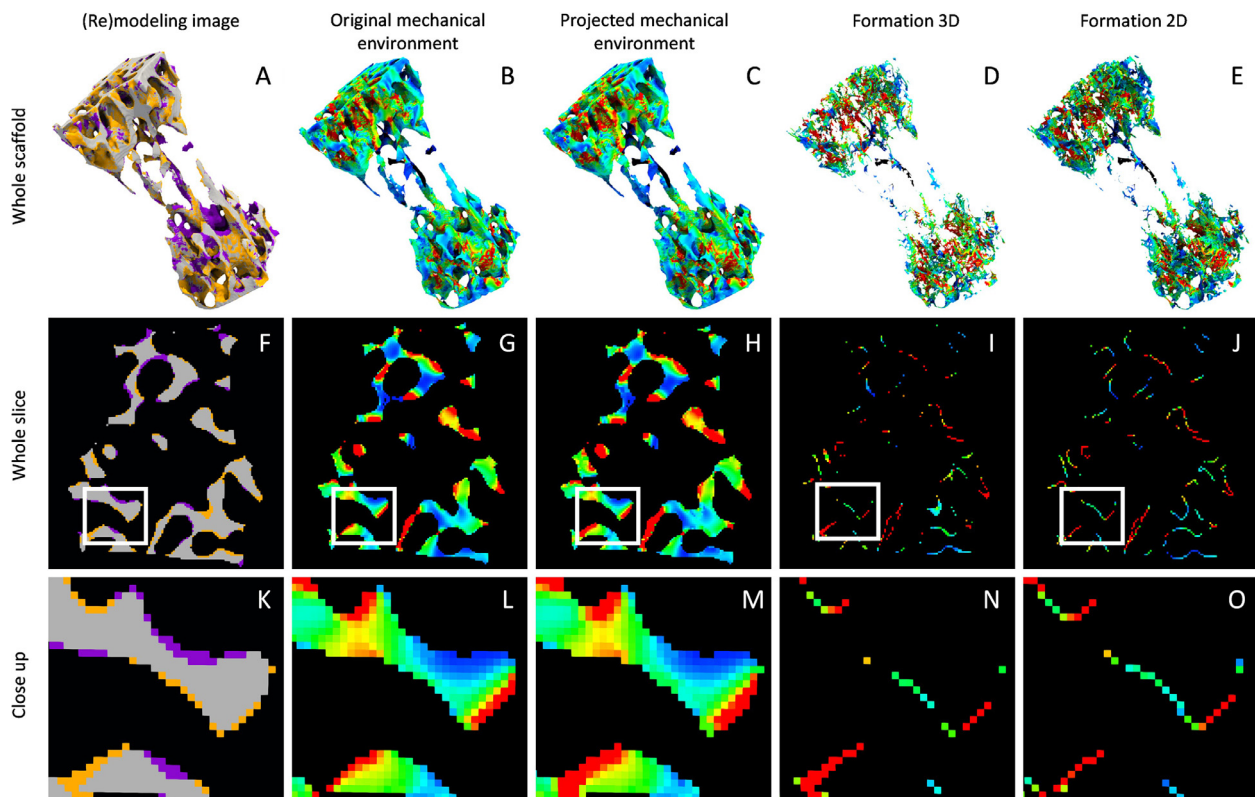 (Re)modeling image
Original mechanical
environment
Projected mechanical
environment
Formation 3D
Formation 2D
Whole scaffold
A
B
C
D
E
Whole slice
F
G
H
I
J
Close up
K
L
M
N
O